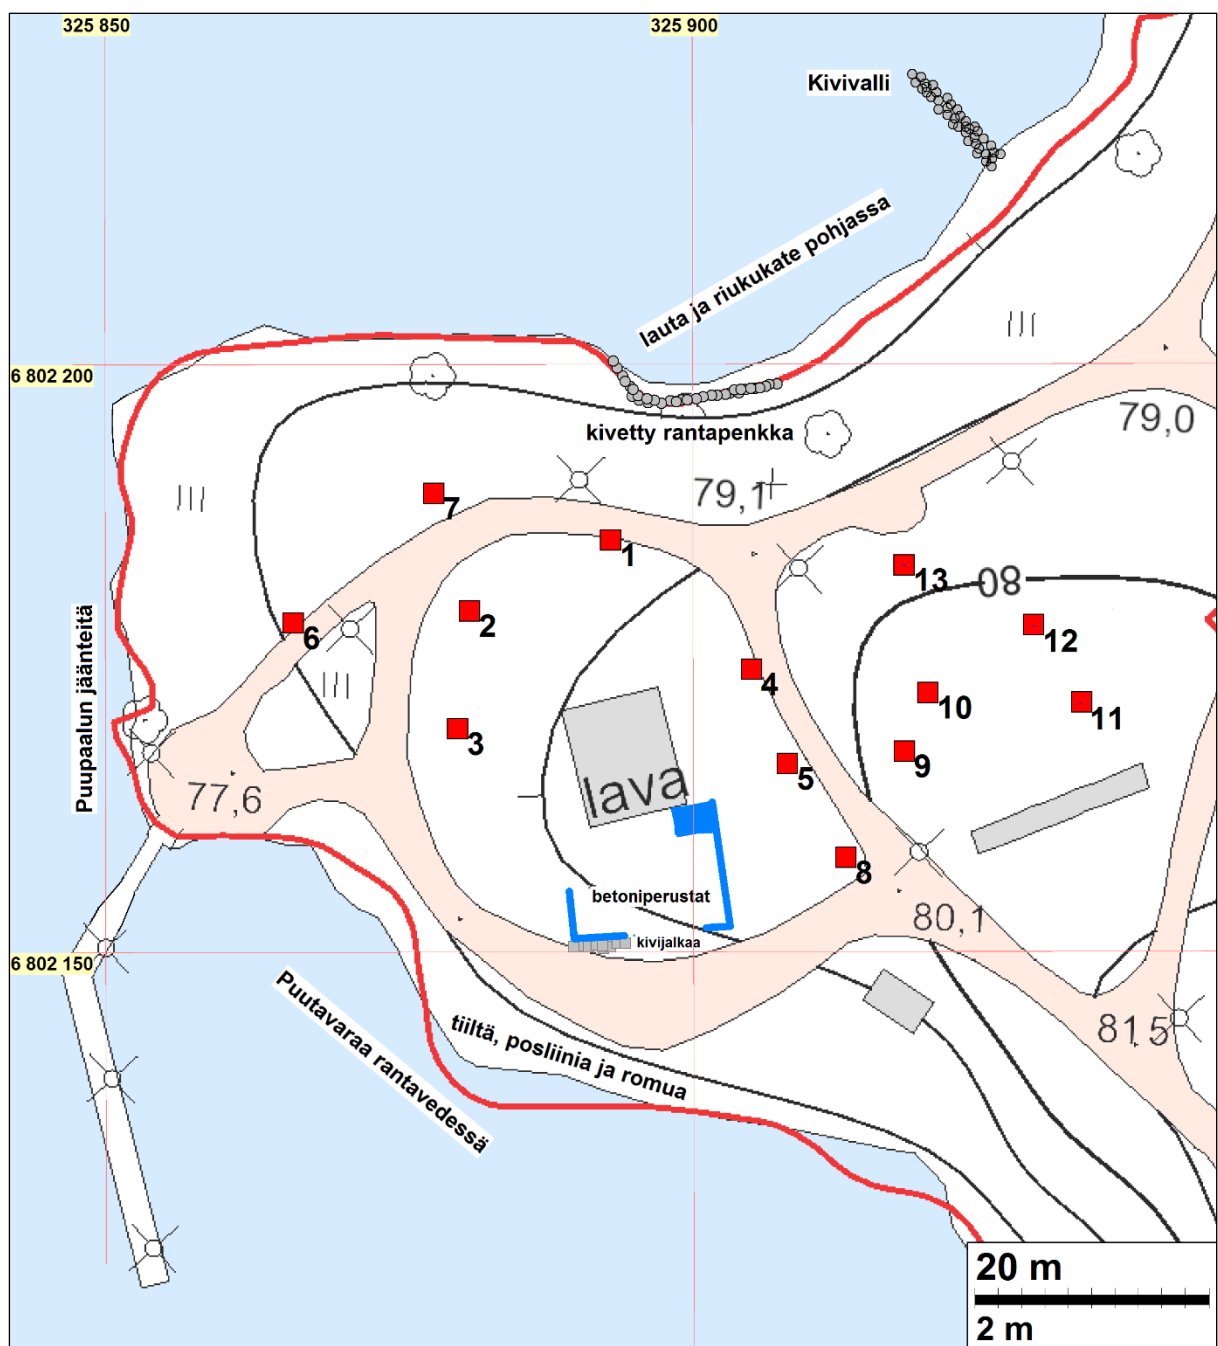 325 850
325 900
Kivivalli
lauta ja riukukate pohjassa
6 802 200
kivetty rantapenkka
79,0
79,1
7
1
13
80
2
6
12
4
10
11
3
9
5
Puupaalun jäänteitä
77,6
lava
8
betoniperustat
80,1
kivijalkaa
6 802 150
Puutavaraa rantavedessä
tiiltä, posliinia ja romua
81,5
20 m
2 m